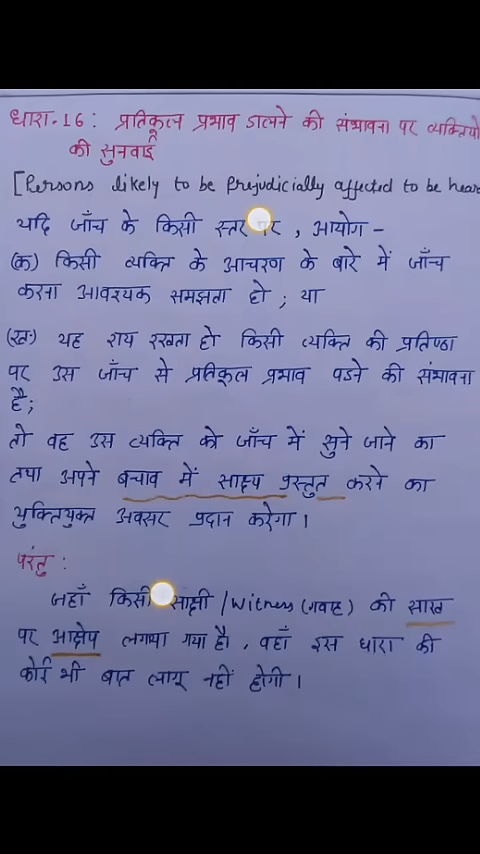 धारा-16: प्रतिकूल प्रभाव डालने की संभावना पर व्यक्तियों
की सुनवाई
[Persons likely to be prejudicially affected to be hear
यदि जाँच के किसी स्तर पर, आयोग -
(क) किसी व्यक्ति के आचरण के बारे में जाँच
करना आवश्यक समझता हो; या
(ख) यह राय रखता हो किसी व्यक्ति की प्रतिष्ठा
पर उस जाँच से प्रतिकूल प्रभाव पडने की संभावना
है;
तो वह उस व्यक्ति को जाँच में सुने जाने का
तथा अपने बचाव में साक्ष्य प्रस्तुत करने का
युक्तियुक्त अवसर प्रदान करेगा।
परंतु:
जहाँ किसी साक्षी / Witness (गवाह) की साख
पर आक्षेप लगाया गया है।, वहाँ इस धारा की
कोई भी बात लागू नहीं होगी।